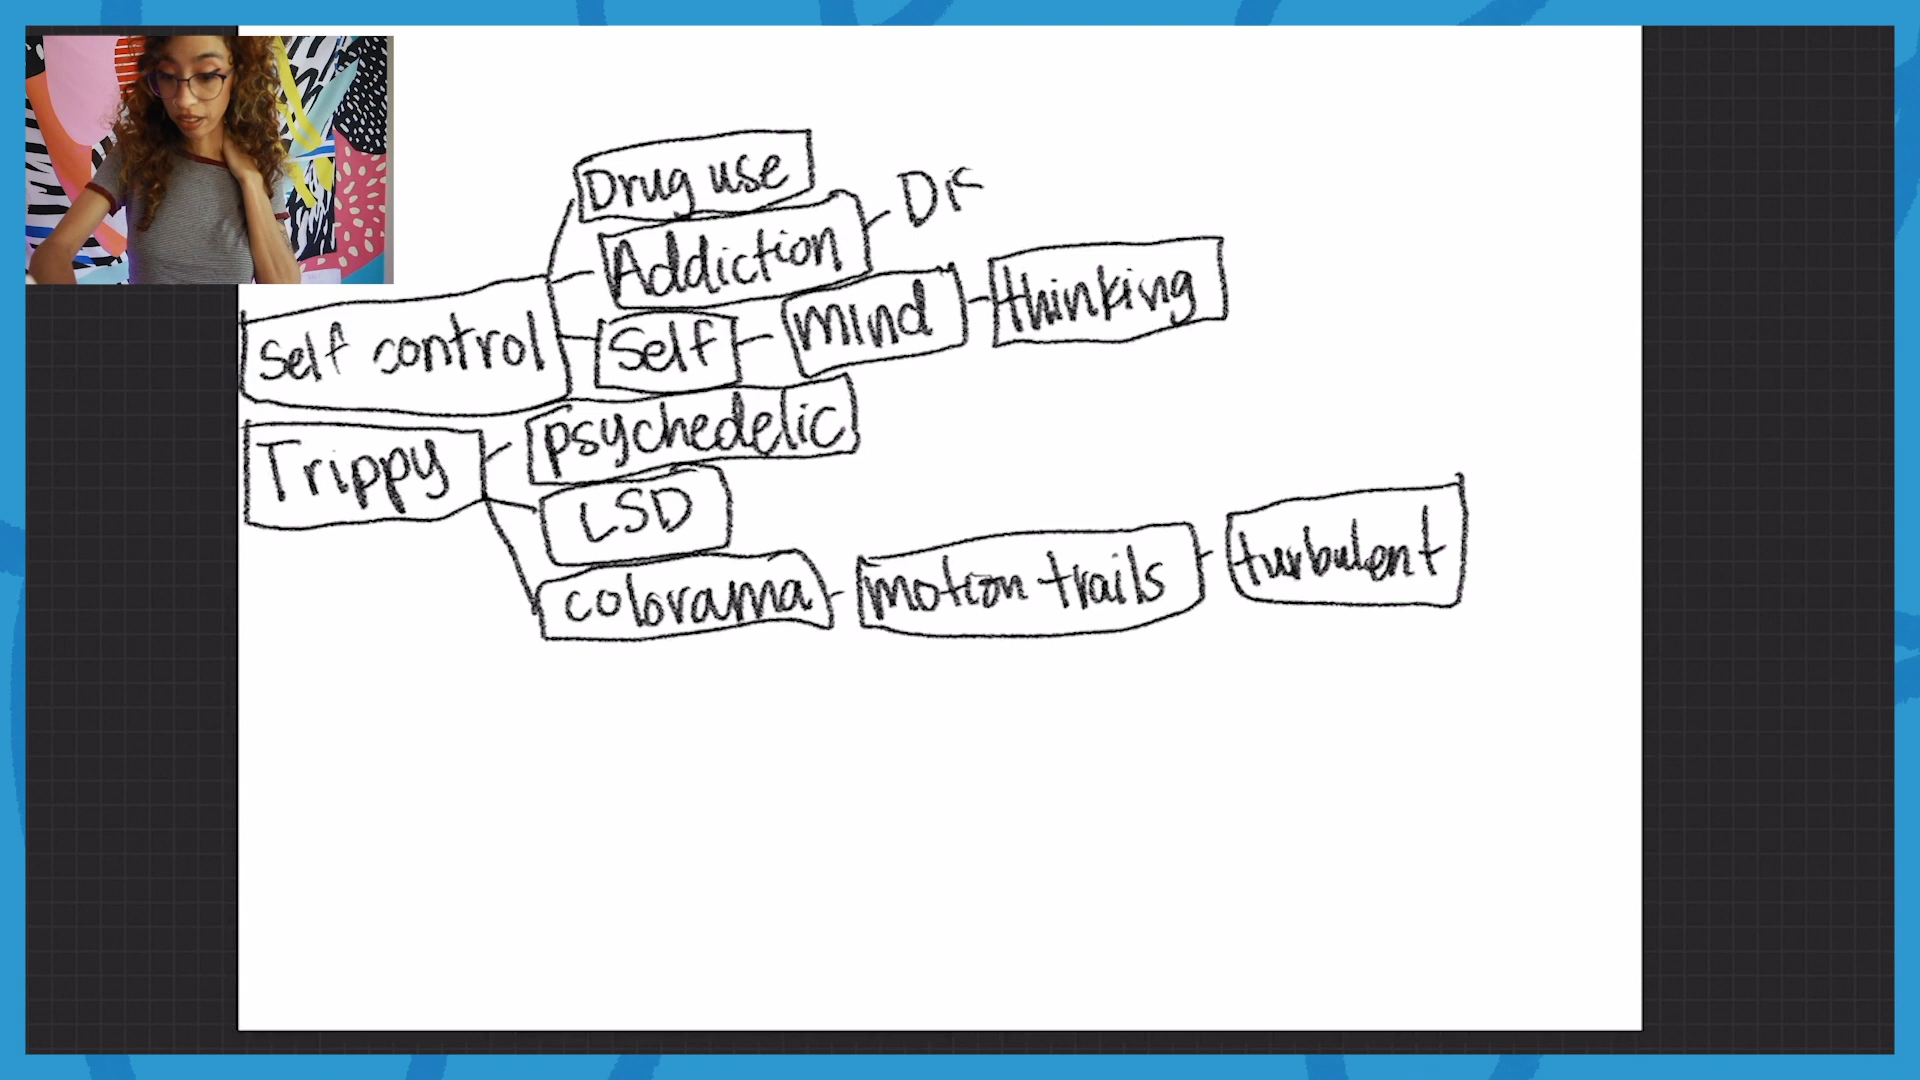 Drug use
Addiction
Self control
Self
mind
thinking
Trippy
psychedelic
LSD
colorama
motion trails
turbulent